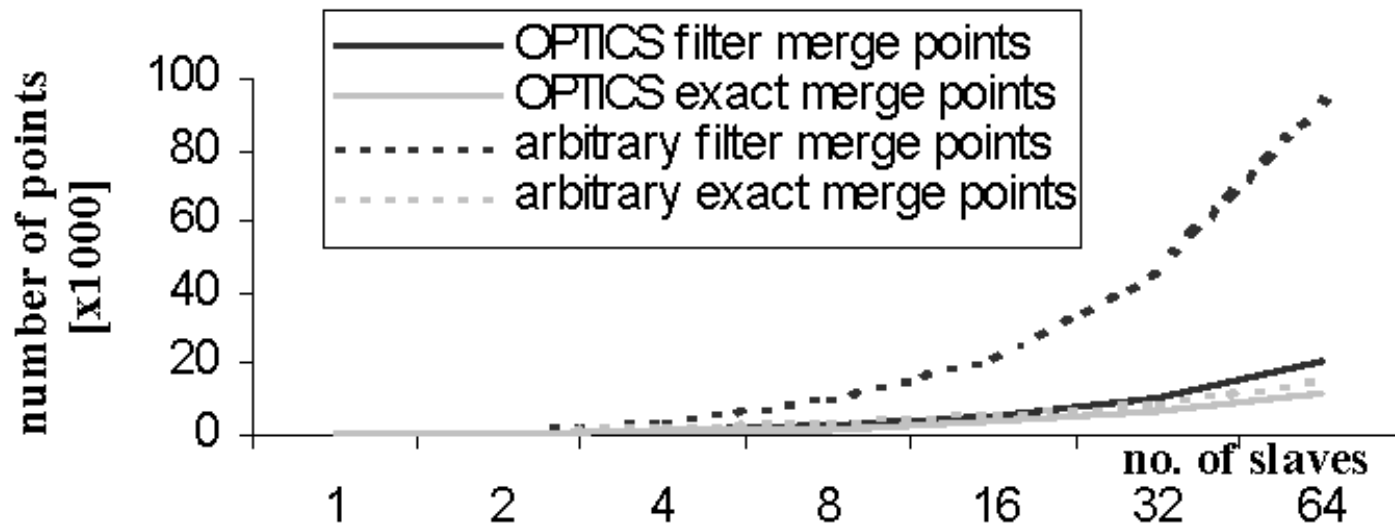 OPTICS filter merge points
OPTICS exact merge points
arbitrary filter merge points
arbitrary exact merge points
number of points
[x1000]
100
80
60
40
20
0
no. of slaves
1 2 4 8 16 32 64